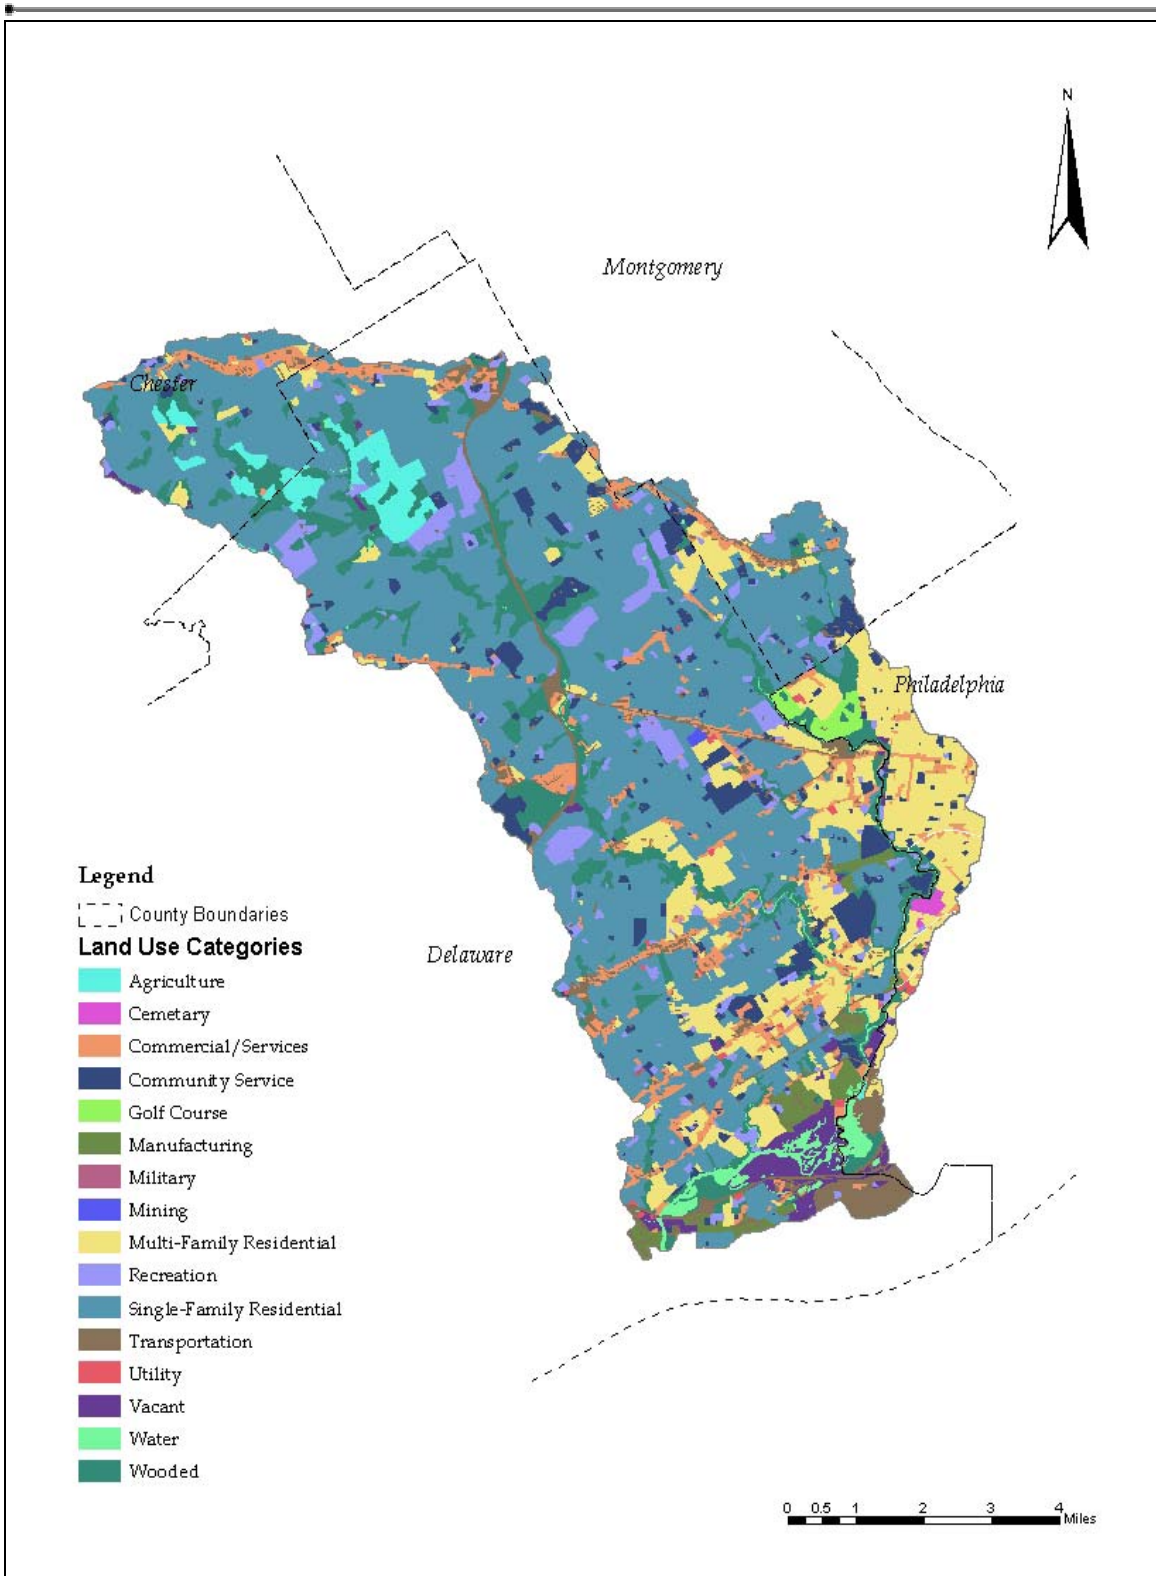 N
Montgomery
Chester
Philadelphia
Delaware
Legend
County Boundaries
Land Use Categories
Agriculture
Cemetary
Commercial/Services
Community Service
Golf Course
Manufacturing
Military
Mining
Multi-Family Residential
Recreation
Single-Family Residential
Transportation
Utility
Vacant
Water
Wooded
0 0.5 1 2 3 4
Miles